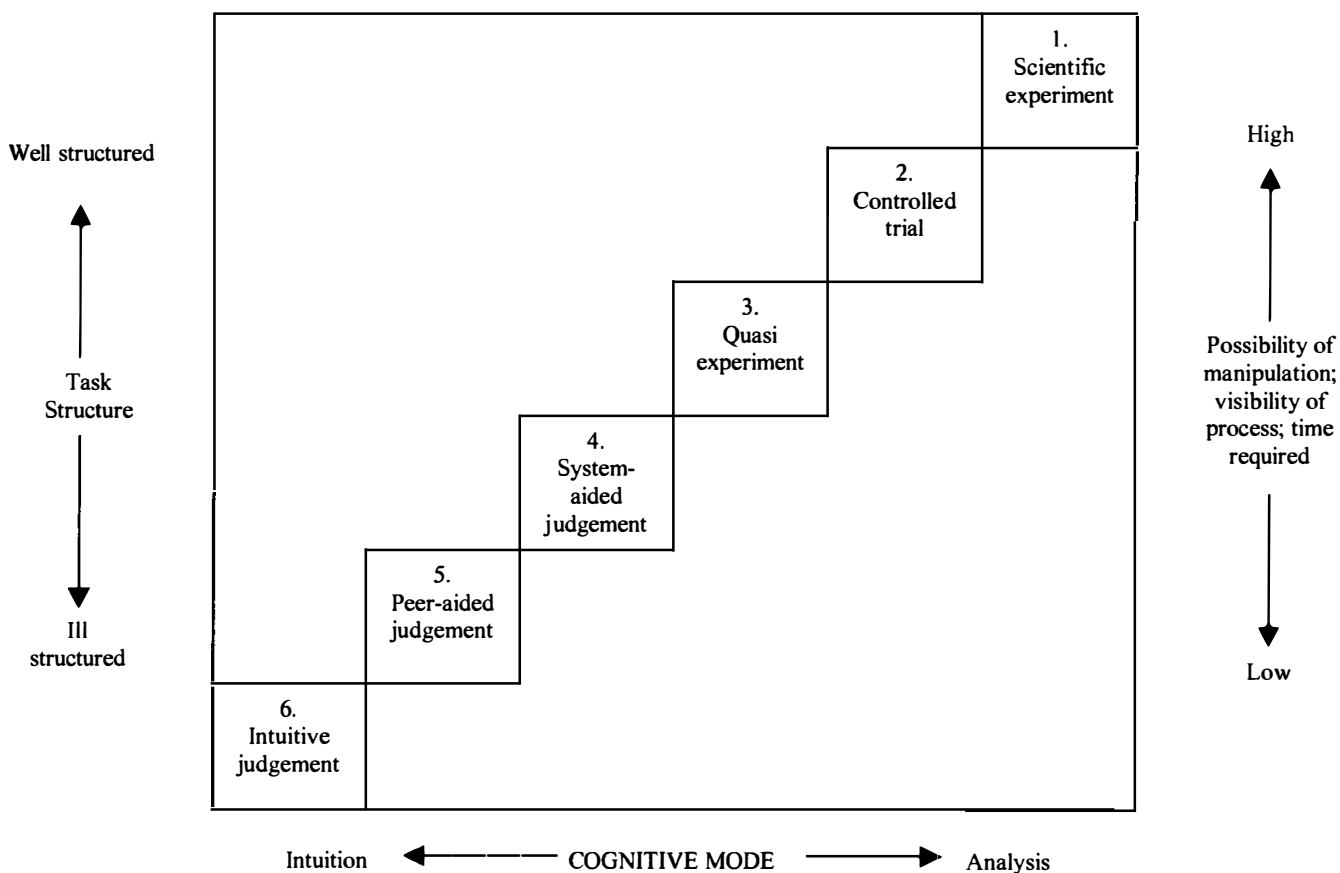 1.
Scientific
experiment
Well structured
High
2.
Controlled
trial
3.
Quasi
experiment
Task
Structure
Possibility of
manipulation;
visibility of
process; time
required
4.
System-
aided
judgement
5.
Peer-aided
judgement
Ill
structured
Low
6.
Intuitive
judgement
Intuition
COGNITIVE MODE
Analysis